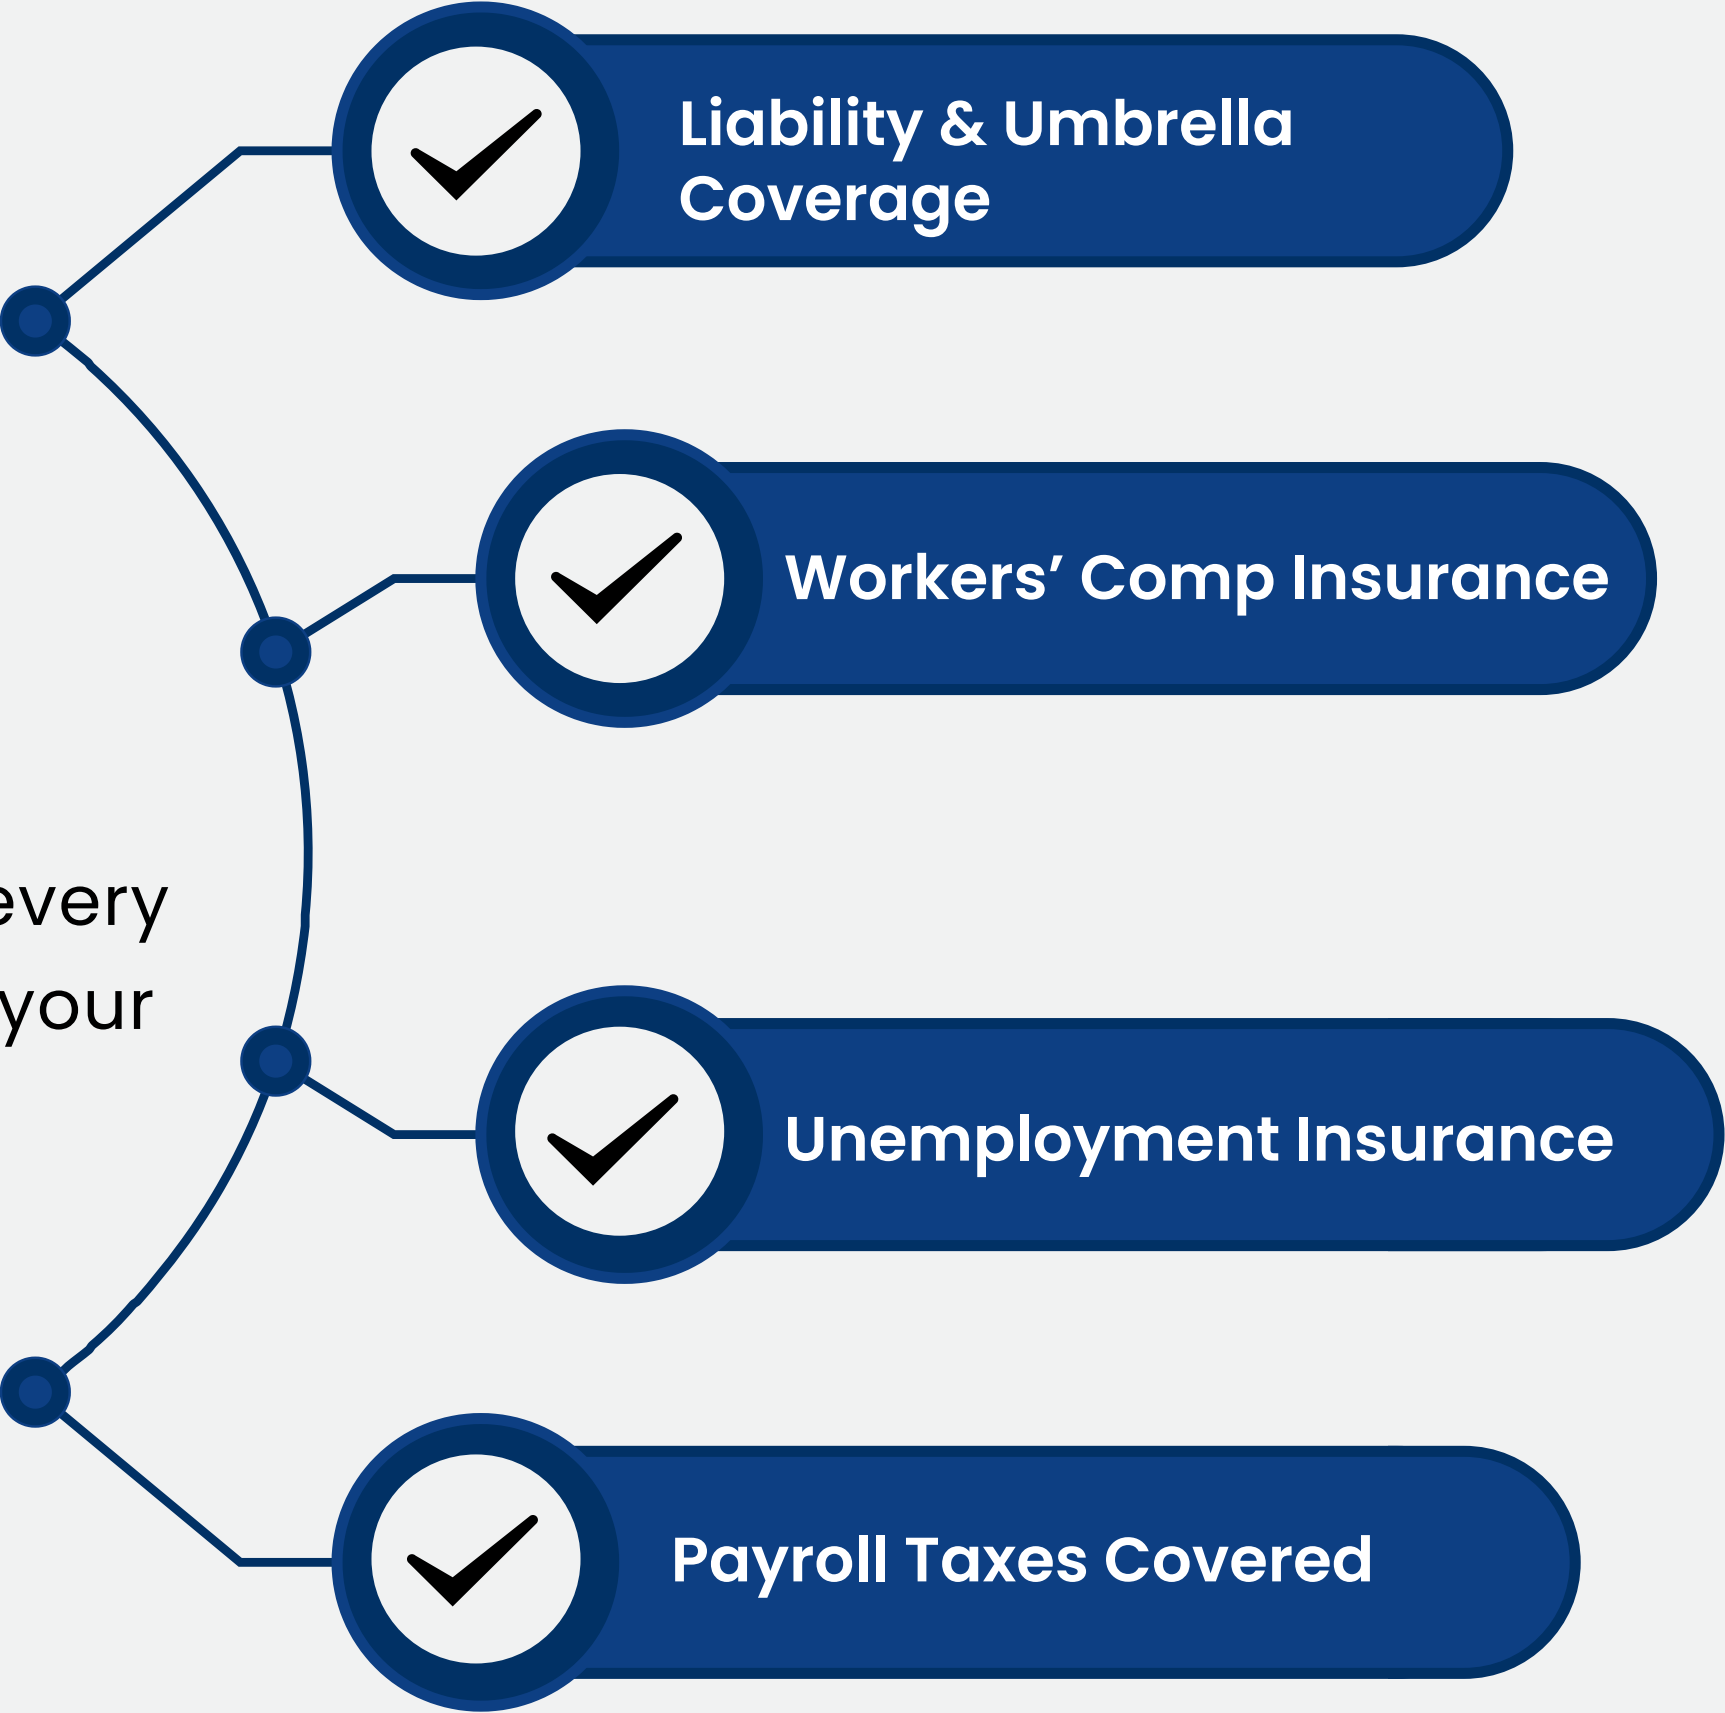 Liability & Umbrella
Coverage
Workers’ Comp Insurance
every
your
Unemployment Insurance
Payroll Taxes Covered